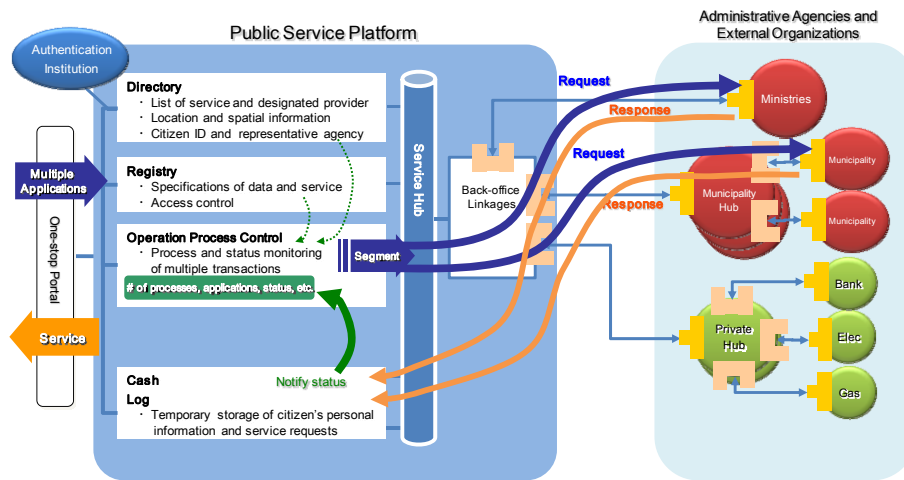 Public Service Platform
Administrative Agencies and
External Organizations
Authentication
Institution
Directory
・ List of service and designated provider
・ Location and spatial information
・ Citizen ID and representative agency
Registry
・ Specifications of data and service
・ Access control
Operation Process Control
・ Process and status monitoring
of multiple transactions
# of processes, applications, status, etc.
Cash
Log
・ Temporary storage of citizen's personal
information and service requests
Notify status
Multiple
Applications
One-stop Portal
Service
Segment
Service Hub
Back-office
Linkages
Request
Response
Request
Response
Ministries
Municipality
Hub
Municipality
Municipality
Private
Hub
Bank
Elec
Gas